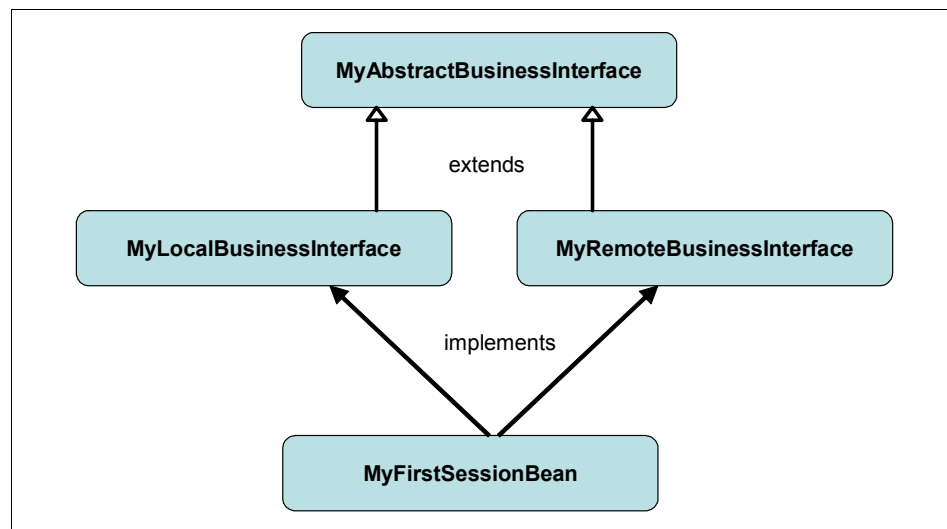 MyAbstractBusinessInterface
extends
MyLocalBusinessInterface
MyRemoteBusinessInterface
implements
MyFirstSessionBean